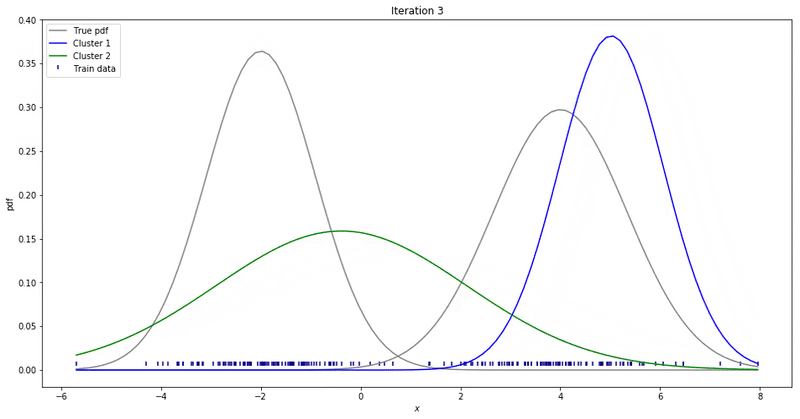 Iteration 3
True pdf
Cluster 1
Cluster 2
Train data
pdf
0.40
0.35
0.30
0.25
0.20
0.15
0.10
0.05
0.00
−6 −4 −2 0 2 4 6 8
x